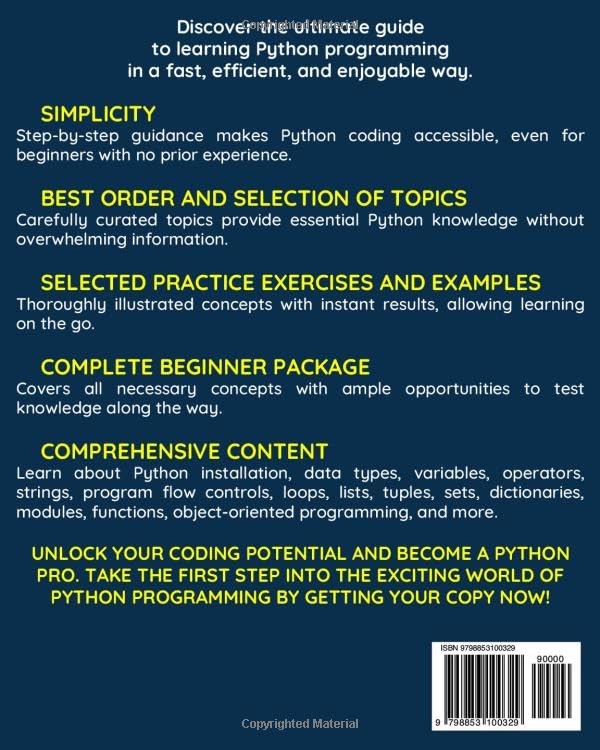 Copyrighted Material
Discover the ultimate guide
to learning Python programming
in a fast, efficient, and enjoyable way.
SIMPLICITY
Step-by-step guidance makes Python coding accessible, even for
beginners with no prior experience.
BEST ORDER AND SELECTION OF TOPICS
Carefully curated topics provide essential Python knowledge without
overwhelming information.
SELECTED PRACTICE EXERCISES AND EXAMPLES
Thoroughly illustrated concepts with instant results, allowing learning
on the go.
COMPLETE BEGINNER PACKAGE
Covers all necessary concepts with ample opportunities to test
knowledge along the way.
COMPREHENSIVE CONTENT
Learn about Python installation, data types, variables, operators,
strings, program flow controls, loops, lists, tuples, sets, dictionaries,
modules, functions, object-oriented programming, and more.
UNLOCK YOUR CODING POTENTIAL AND BECOME A PYTHON
PRO. TAKE THE FIRST STEP INTO THE EXCITING WORLD OF
PYTHON PROGRAMMING BY GETTING YOUR COPY NOW!
ISBN 9798853100329
90000
9 798853 100329
Copyrighted Material